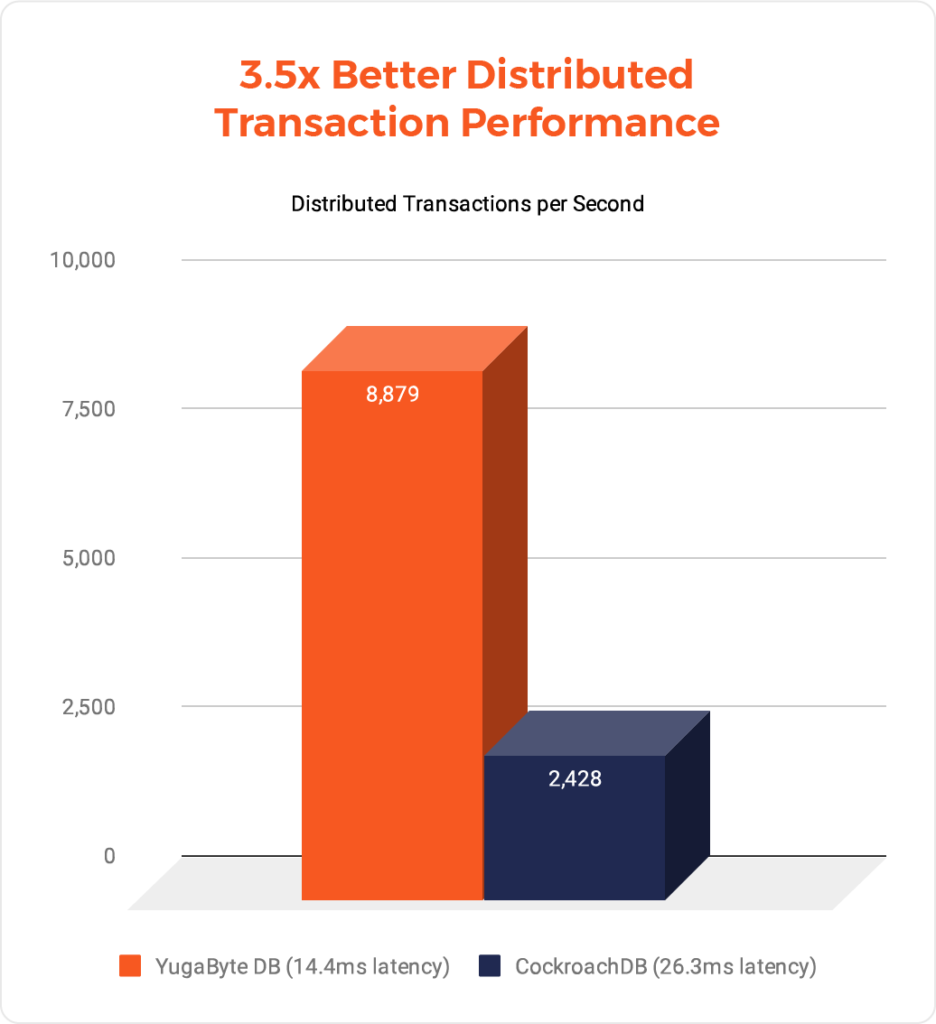 3.5x Better Distributed
Transaction Performance
Distributed Transactions per Second
10,000
8,879
7,500
5,000
2,500
2,428
0
YugaByte DB (14.4ms latency)
CockroachDB (26.3ms latency)